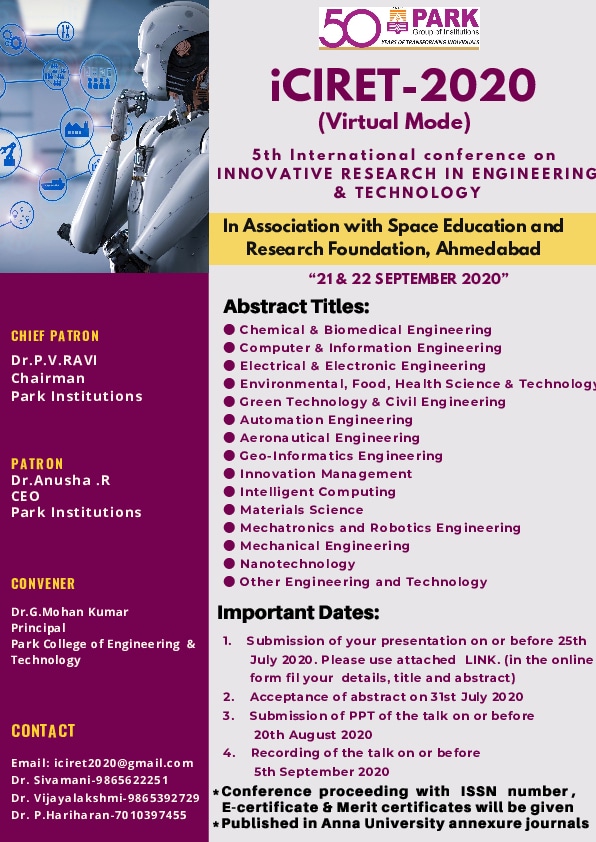 50 PARK
Group of Institutions
YEARS OF TRANSFORMING INDIVIDUALS
iCIRET-2020
(Virtual Mode)
5th International conference on
INNOVATIVE RESEARCH IN ENGINEERING
& TECHNOLOGY
In Association with Space Education and
Research Foundation, Ahmedabad
“21 & 22 SEPTEMBER 2020”
Abstract Titles:
● Chemical & Biomedical Engineering
● Computer & Information Engineering
● Electrical & Electronic Engineering
● Environmental, Food, Health Science & Technology
● Green Technology & Civil Engineering
● Automation Engineering
● Aeronautical Engineering
● Geo-Informatics Engineering
● Innovation Management
● Intelligent Computing
● Materials Science
● Mechatronics and Robotics Engineering
● Mechanical Engineering
● Nanotechnology
● Other Engineering and Technology
Important Dates:
1. Submission of your presentation on or before 25th
July 2020. Please use attached LINK. (in the online
form fil your details, title and abstract)
2. Acceptance of abstract on 31st July 2020
3. Submission of PPT of the talk on or before
20th August 2020
4. Recording of the talk on or before
5th September 2020
*Conference proceeding with ISSN number,
E-certificate & Merit certificates will be given
*Published in Anna University annexure journals
CHIEF PATRON
Dr.P.V.RAVI
Chairman
Park Institutions
PATRON
Dr.Anusha .R
CEO
Park Institutions
CONVENER
Dr.G.Mohan Kumar
Principal
Park College of Engineering &
Technology
CONTACT
Email: iciret2020@gmail.com
Dr. Sivamani-9865622251
Dr. Vijayalakshmi-9865392729
Dr. P.Hariharan-7010397455